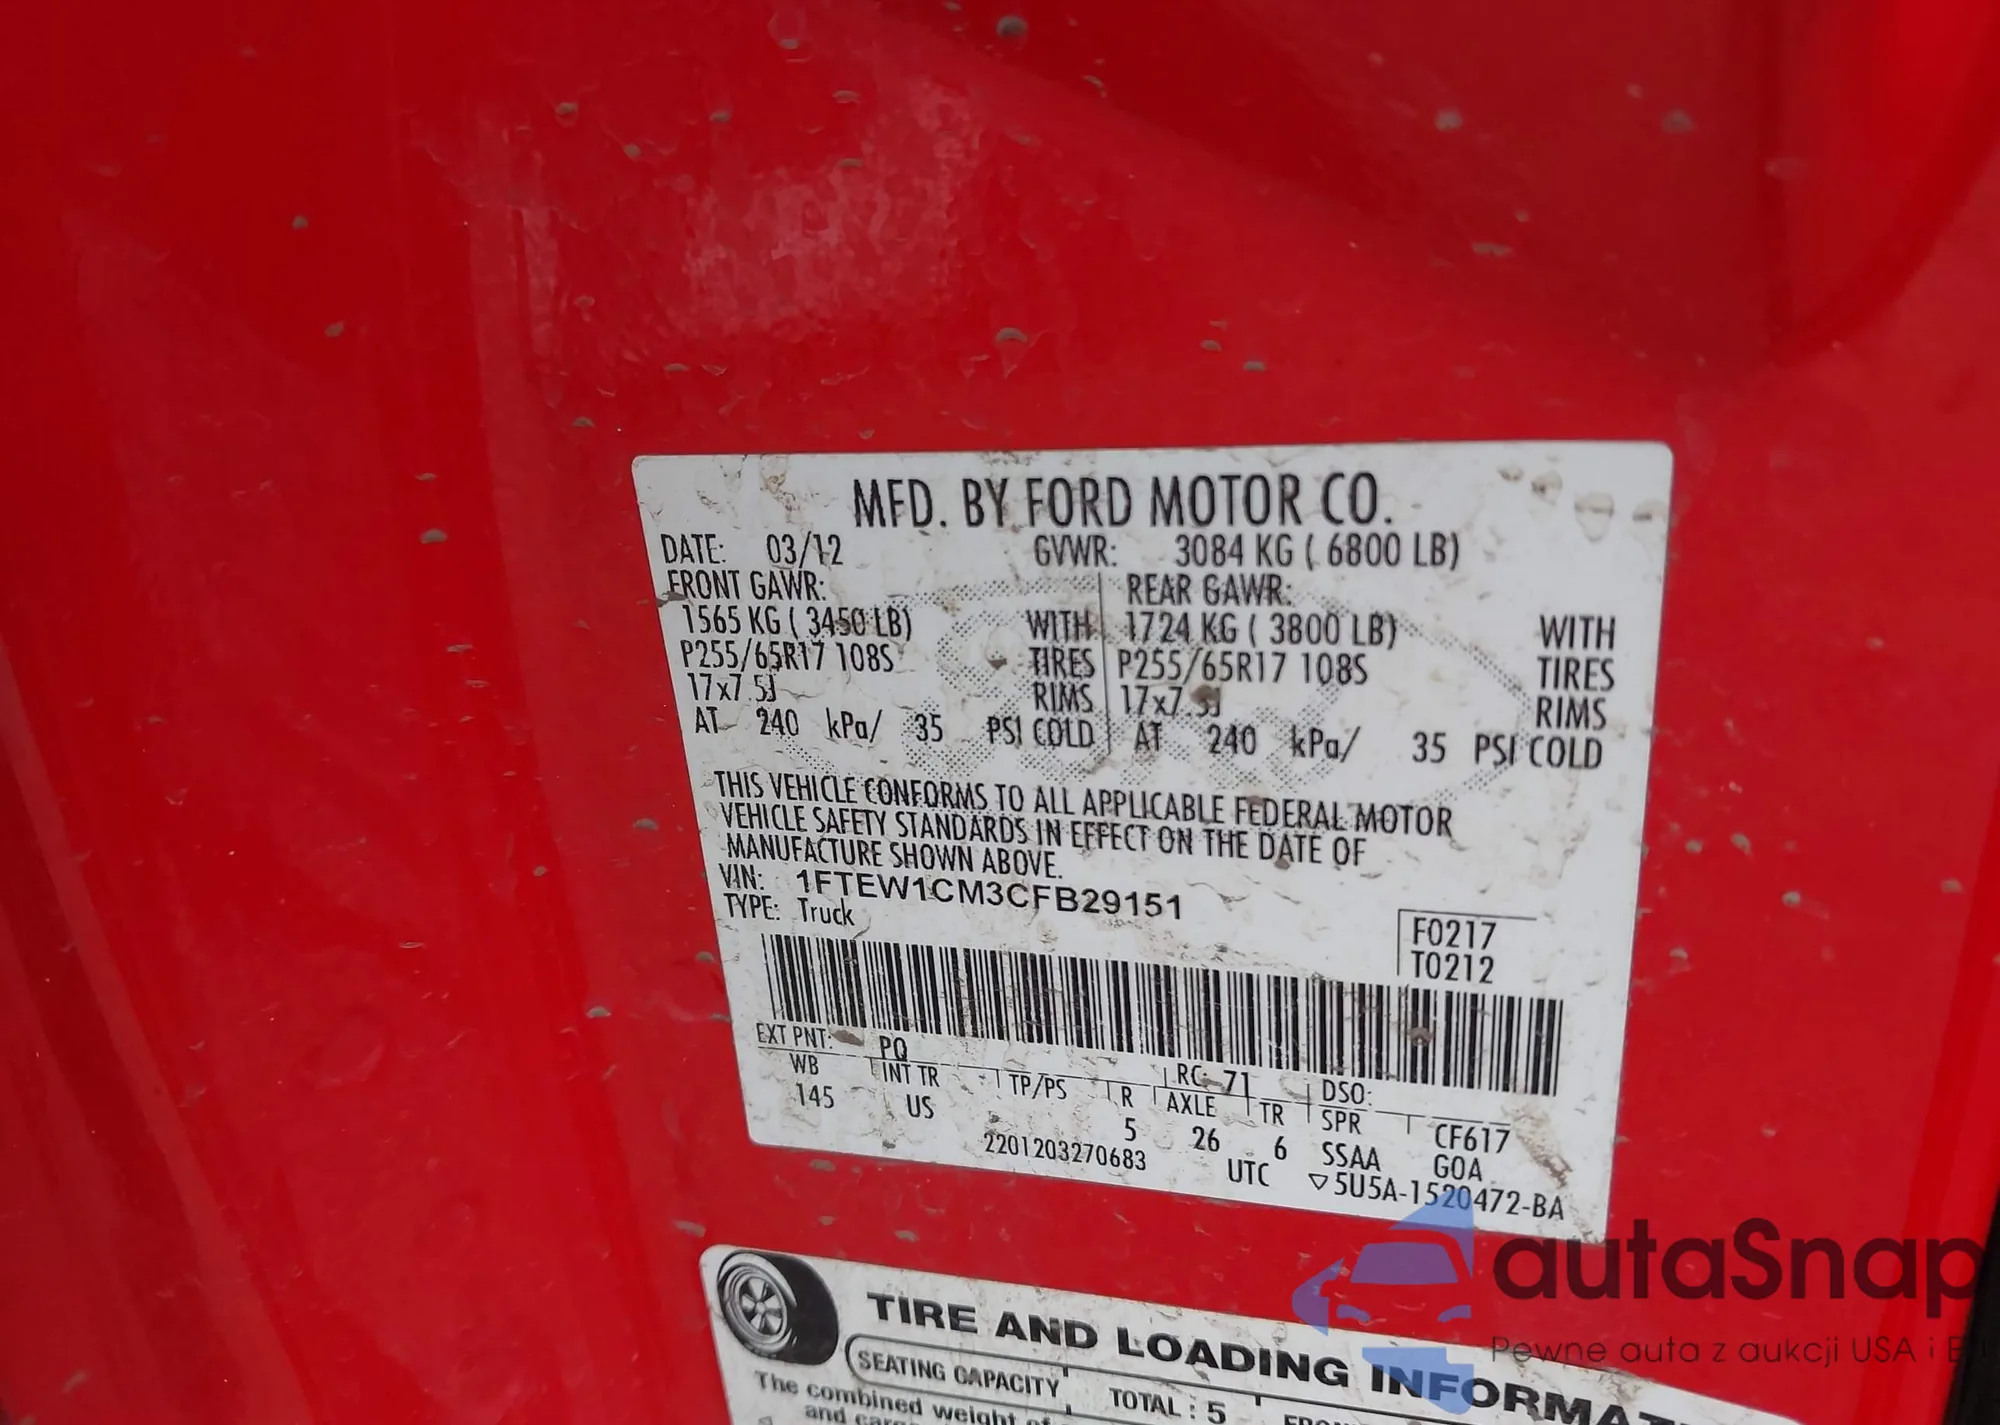 MFD. BY FORD MOTOR CO.
DATE: 03/12 GVWR: 3084 KG ( 6800 LB)
FRONT GAWR: REAR GAWR:
1565 KG ( 3450 LB) WITH 1724 KG ( 3800 LB) WITH
P255/65R17 108S TIRES P255/65R17 108S TIRES
17x7.5J RIMS 17x7.5J RIMS
AT 240 kPa/ 35 PSI COLD AT 240 kPa/ 35 PSI COLD
THIS VEHICLE CONFORMS TO ALL APPLICABLE FEDERAL MOTOR
VEHICLE SAFETY STANDARDS IN EFFECT ON THE DATE OF
MANUFACTURE SHOWN ABOVE.
VIN: 1FTEW1CM3CFB29151
TYPE: Truck
F0217
T0212
EXT PNT: PQ RC: 71 DSO:
WB INT TR TP/PS R AXLE TR SPR CF617
145 US 5 26 6 SSAA GOA
2201203270683 UTC ▽5U5A-1520472-BA
TIRE AND LOADING
SEATING CAPACITY TOTAL : 5
The combined weight of
autaSnap
Pewne auta z aukcji USA i